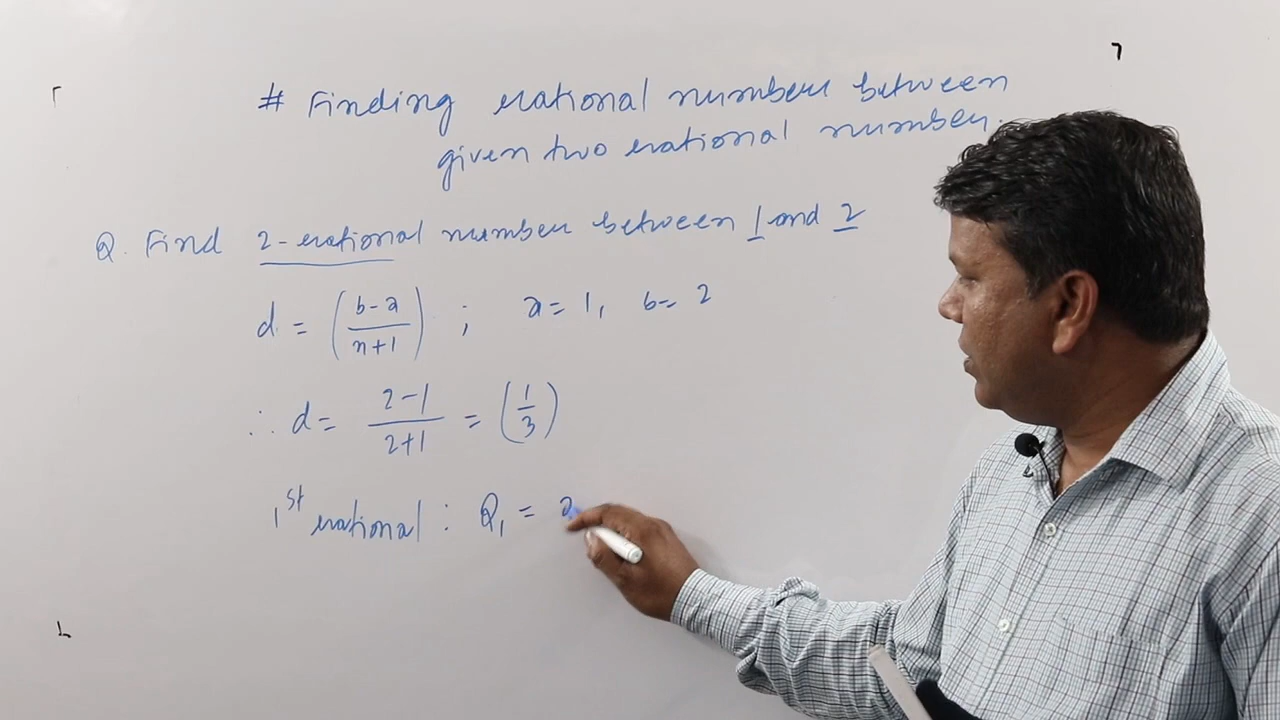 # Finding rational numbers between
given two rational number.
Q. Find 2-rational number between 1 and 2
d = (b-a/n+1) ; a = 1, b = 2
∴ d = 2-1/2+1 = (1/3)
1st rational : Q1 = a